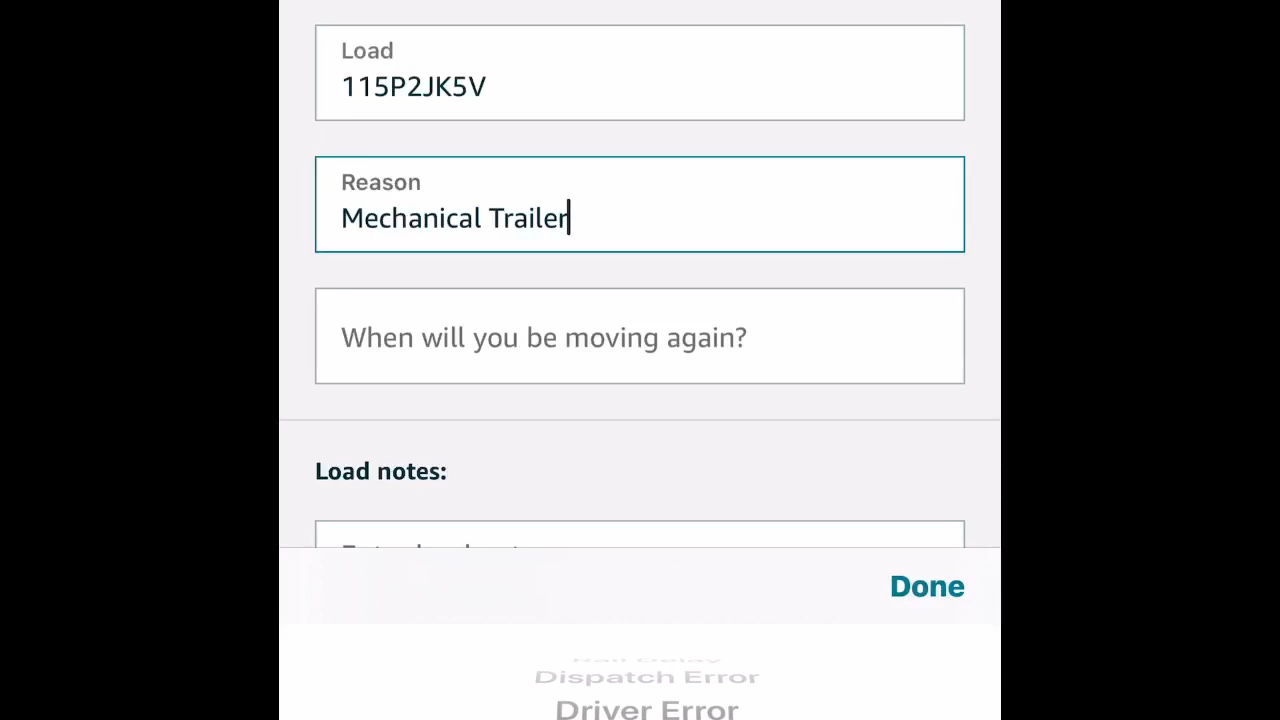 Load
115P2JK5V
Reason
Mechanical Trailer
When will you be moving again?
Load notes:
Done
Dispatch Error
Driver Error